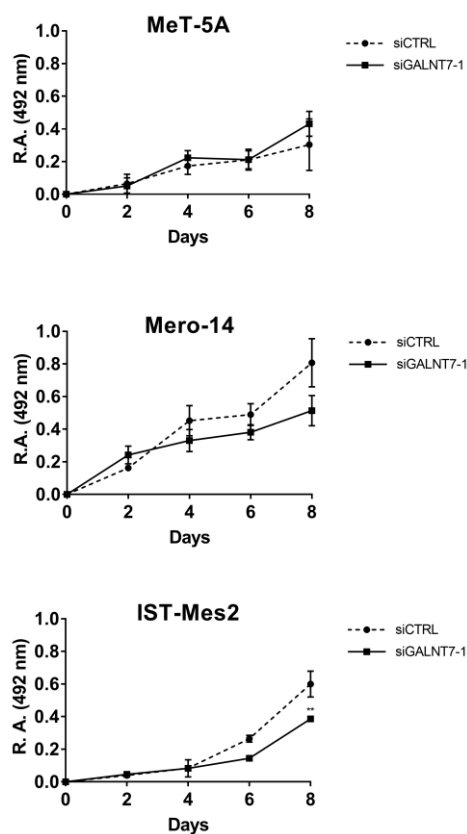 MeT-5A
siCTRL
siGALNT7-1
R.A. (492 nm)
1.0
0.8
0.6
0.4
0.2
0.0
0 2 4 6 8
Days
Mero-14
siCTRL
siGALNT7-1
R.A. (492 nm)
1.0
0.8
0.6
0.4
0.2
0.0
0 2 4 6 8
Days
IST-Mes2
siCTRL
siGALNT7-1
R. A. (492 nm)
1.0
0.8
0.6
0.4
0.2
0.0
**
0 2 4 6 8
Days